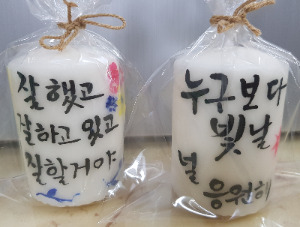 잘했고
잘하고 있고
잘할거야
누구보다
빛날
널 응원해